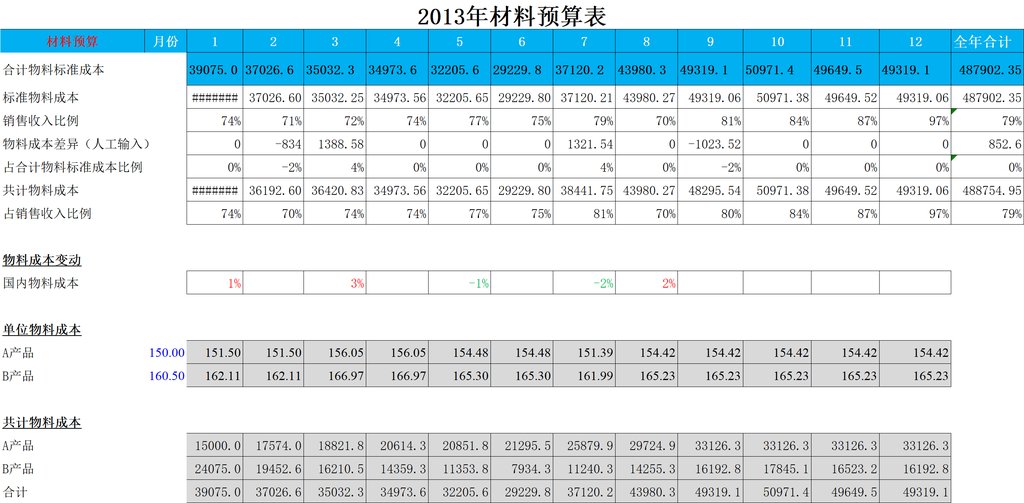 2013年材料预算表
材料预算 月份 1 2 3 4 5 6 7 8 9 10 11 12 全年合计
合计物料标准成本 39075.0 37026.6 35032.3 34973.6 32205.6 29229.8 37120.2 43980.3 49319.1 50971.4 49649.5 49319.1 487902.35
标准物料成本 ####### 37026.60 35032.25 34973.56 32205.65 29229.80 37120.21 43980.27 49319.06 50971.38 49649.52 49319.06 487902.35
销售收入比例 74% 71% 72% 74% 77% 75% 79% 70% 81% 84% 87% 97% 79%
物料成本差异（人工输入） 0 -834 1388.58 0 0 0 1321.54 0 -1023.52 0 0 0 852.6
占合计物料标准成本比例 0% -2% 4% 0% 0% 0% 4% 0% -2% 0% 0% 0% 0%
共计物料成本 ####### 36192.60 36420.83 34973.56 32205.65 29229.80 38441.75 43980.27 48295.54 50971.38 49649.52 49319.06 488754.95
占销售收入比例 74% 70% 74% 74% 77% 75% 81% 70% 80% 84% 87% 97% 79%
物料成本变动
国内物料成本 1% 3% -1% -2% 2%
单位物料成本
A产品 150.00 151.50 151.50 156.05 156.05 154.48 154.48 151.39 154.42 154.42 154.42 154.42 154.42
B产品 160.50 162.11 162.11 166.97 166.97 165.30 165.30 161.99 165.23 165.23 165.23 165.23 165.23
共计物料成本
A产品 15000.0 17574.0 18821.8 20614.3 20851.8 21295.5 25879.9 29724.9 33126.3 33126.3 33126.3 33126.3
B产品 24075.0 19452.6 16210.5 14359.3 11353.8 7934.3 11240.3 14255.3 16192.8 17845.1 16523.2 16192.8
合计 39075.0 37026.6 35032.3 34973.6 32205.6 29229.8 37120.2 43980.3 49319.1 50971.4 49649.5 49319.1